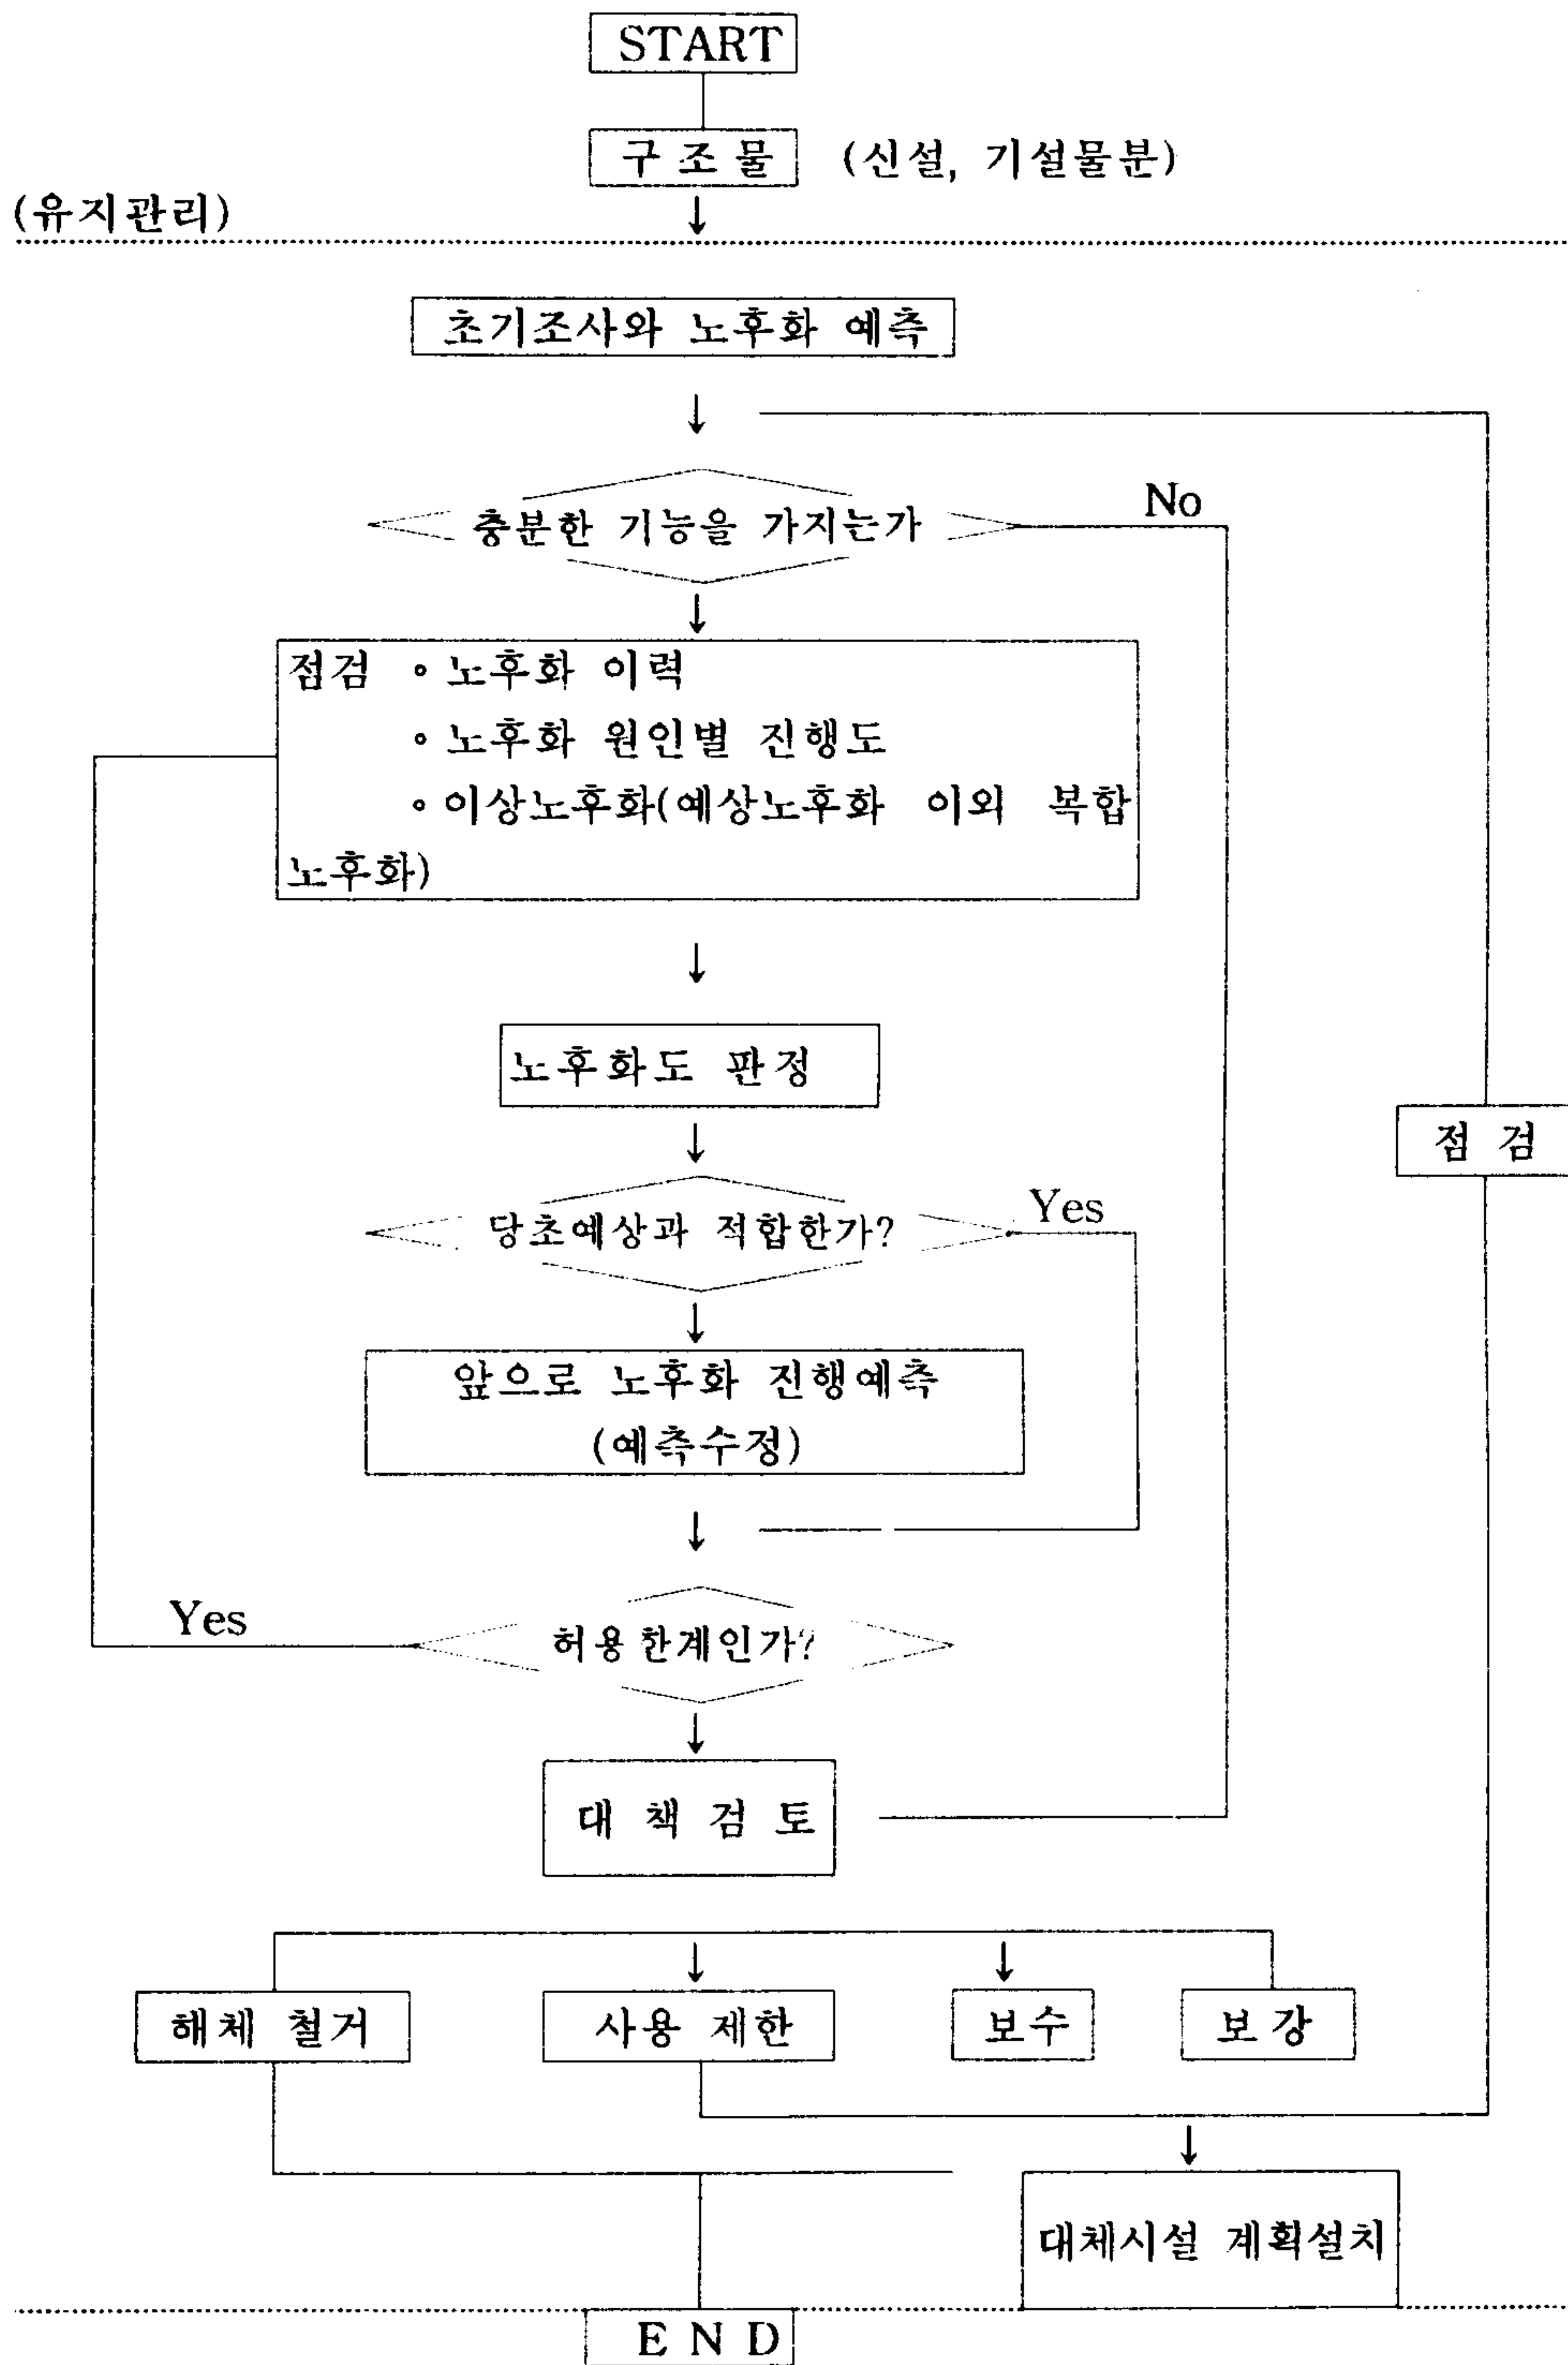 START
구 조 물 (신설, 기설물분)
(유지관리)
초기조사와 노후화 예측
No
충분한 기능을 가지는가
점검 ∘ 노후화 이력
∘ 노후화 원인별 진행도
∘ 이상노후화(예상노후화 이외 복합
노후화)
노후화도 판정
점 검
Yes
당초예상과 적합한가?
앞으로 노후화 진행예측
(예측수정)
Yes
허용한계인가?
대 책 검 토
해체 철거
사용 제한
보수
보강
대체시설 계획설치
E N D